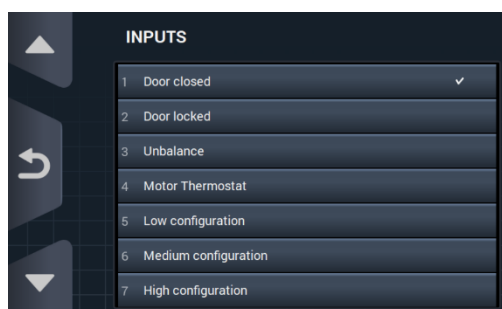 INPUTS
1 Door closed
2 Door locked
3 Unbalance
4 Motor Thermostat
5 Low configuration
6 Medium configuration
7 High configuration